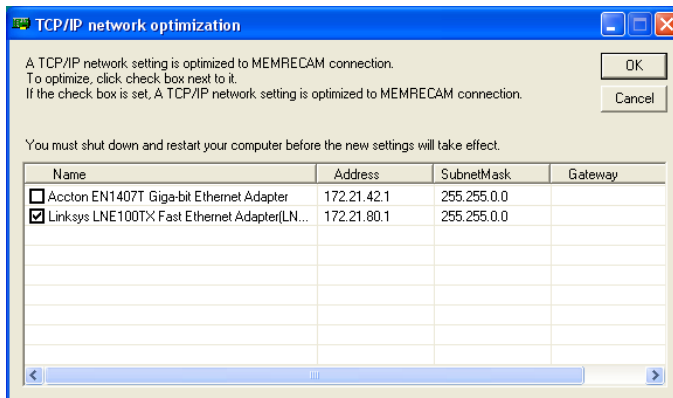 TCP/IP network optimization
A TCP/IP network setting is optimized to MEMRECAM connection.
To optimize, click check box next to it.
If the check box is set, A TCP/IP network setting is optimized to MEMRECAM connection.
OK
Cancel
You must shut down and restart your computer before the new settings will take effect.
Name Address SubnetMask Gateway
Accton EN1407T Giga-bit Ethernet Adapter 172.21.42.1 255.255.0.0
Linksys LNE100TX Fast Ethernet Adapter(LN... 172.21.80.1 255.255.0.0